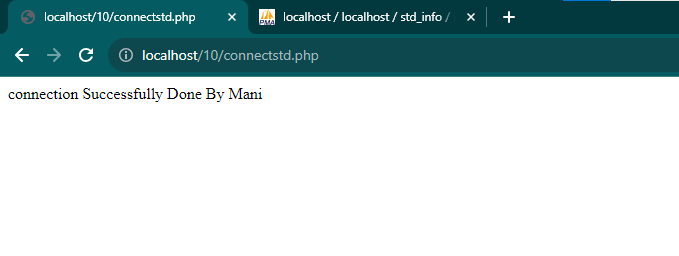 localhost/10/connectstd.php
localhost / localhost / std_info /
localhost/10/connectstd.php
connection Successfully Done By Mani